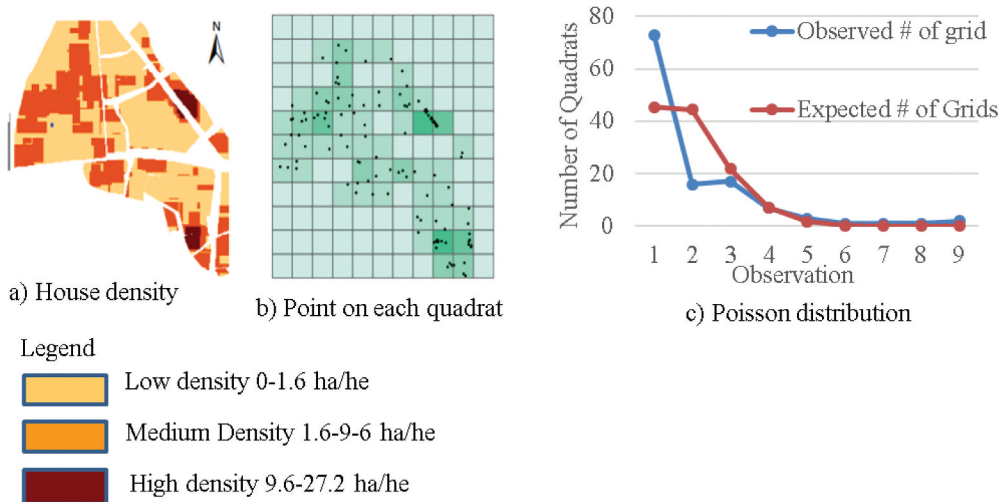 N
a) House density
b) Point on each quadrat
80
60
40
20
0
Number of Quadrats
Observed # of grid
Expected # of Grids
1 2 3 4 5 6 7 8 9
Observation
c) Poisson distribution
Legend
Low density 0-1.6 ha/he
Medium Density 1.6-9-6 ha/he
High density 9.6-27.2 ha/he